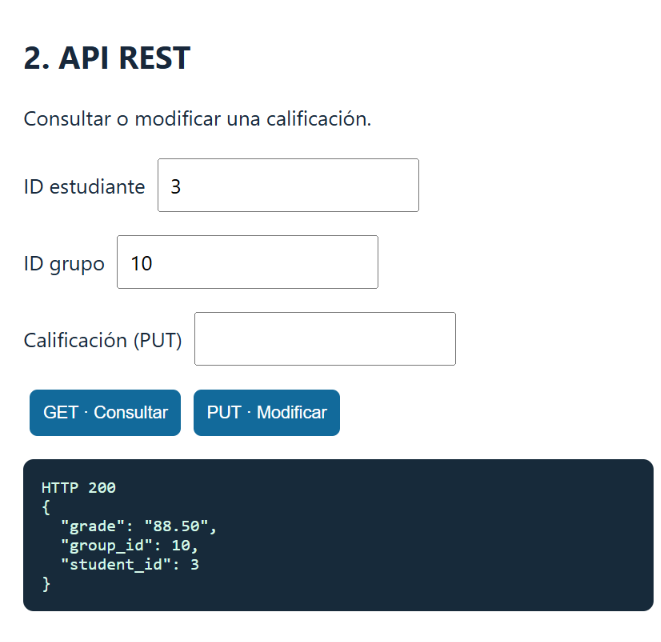 2. API REST
Consultar o modificar una calificación.
ID estudiante 3
ID grupo 10
Calificación (PUT)
GET · Consultar PUT · Modificar
HTTP 200
{
  "grade": "88.50",
  "group_id": 10,
  "student_id": 3
}